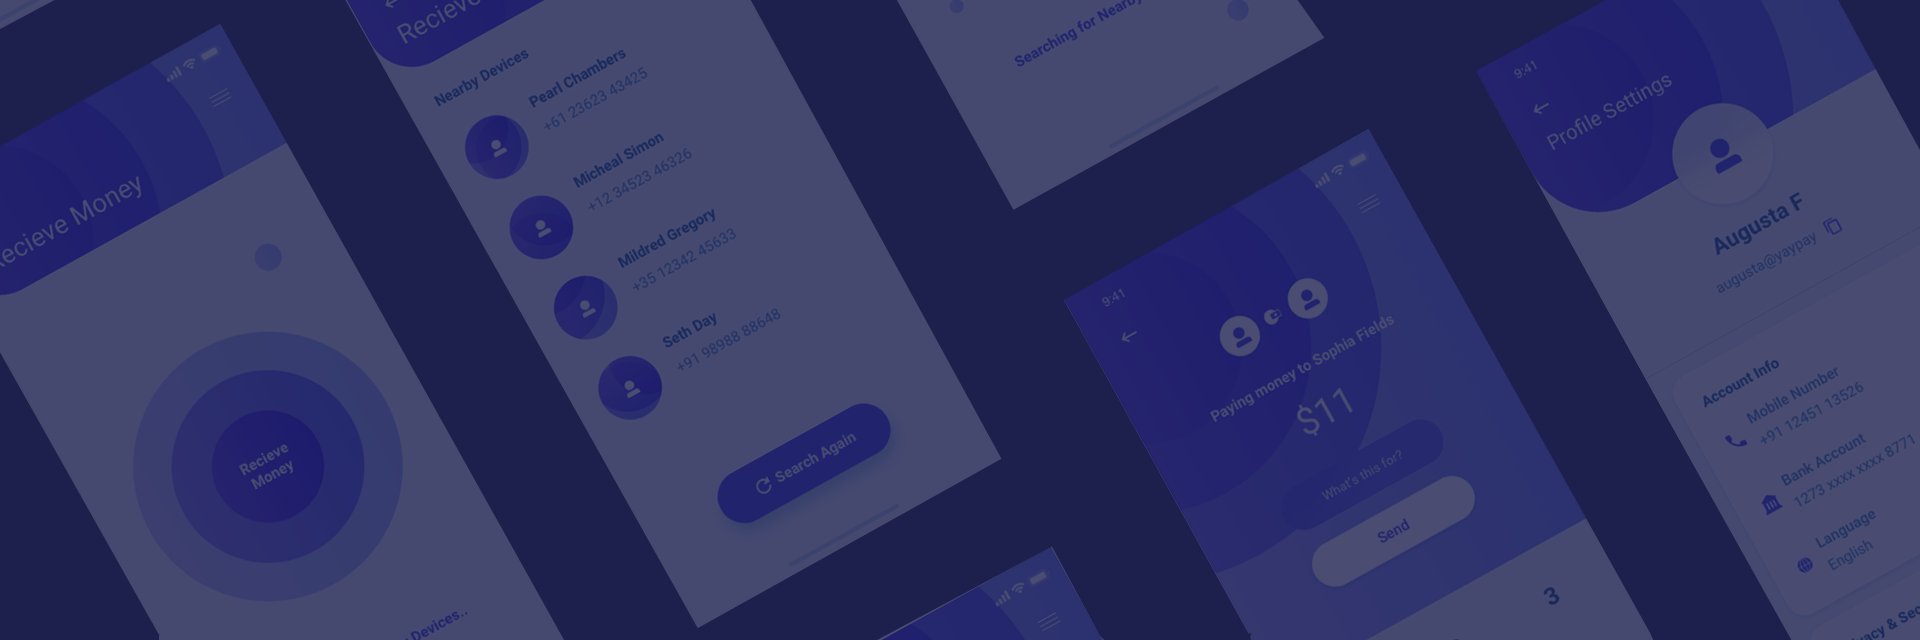 Recieve Money
Recieve
Money
Devices..
Recieve
Nearby Devices
Pearl Chambers
+61 23623 43425
Micheal Simon
+12 34523 46326
Mildred Gregory
+35 12342 45633
Seth Day
+91 98988 88648
Search Again
Searching for Nearby
9:41
Paying money to Sophia Fields
$11
What's this for?
Send
3
9:41
Profile Settings
Augusta F
augusta@yaypay
Account Info
Mobile Number
+91 12451 13526
Bank Account
1273 xxxx xxxx 8771
Language
English